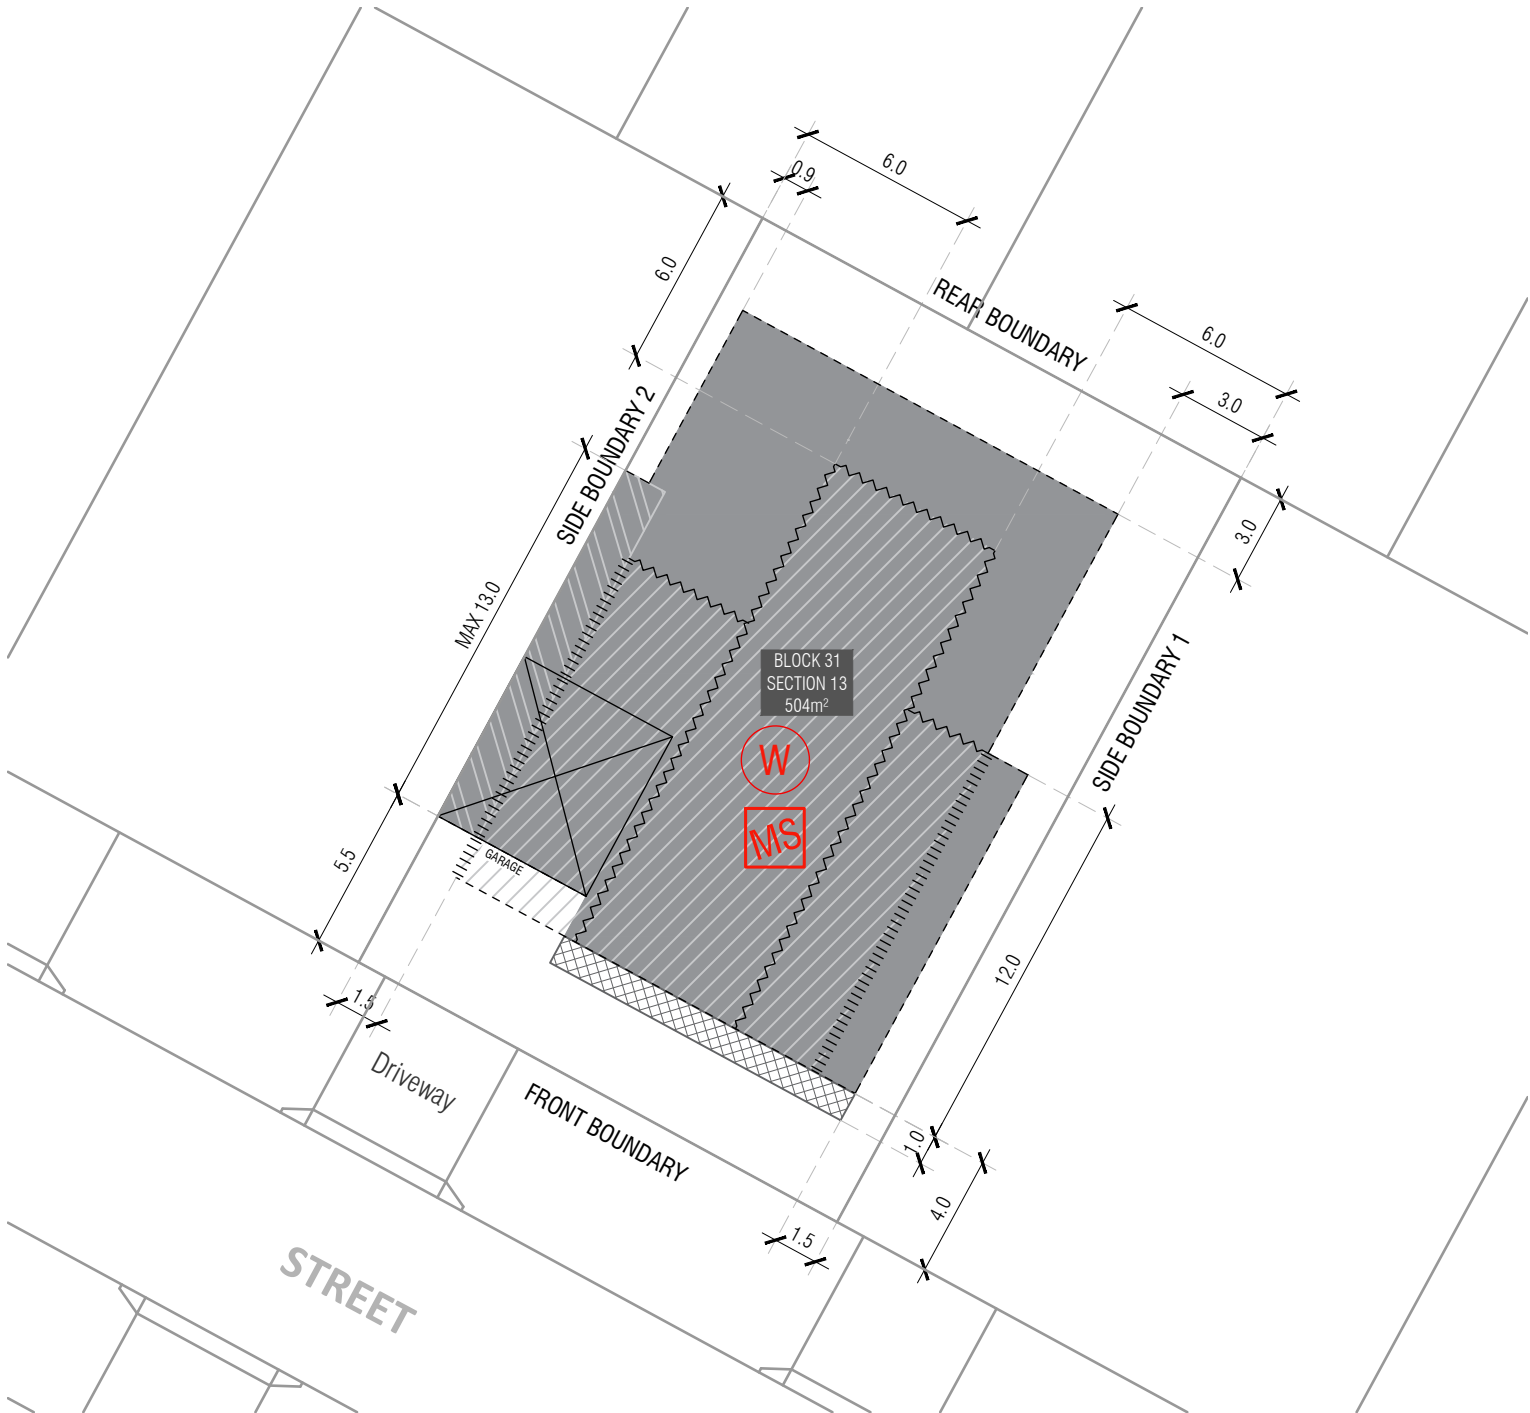 6.0
0.9
6.0
REAR BOUNDARY
6.0
3.0
SIDE BOUNDARY 2
3.0
MAX 13.0
BLOCK 31
SECTION 13
504m²
SIDE BOUNDARY 1
W
MS
5.5
GARAGE
12.0
1.5
Driveway
FRONT BOUNDARY
1.0
4.0
1.5
STREET